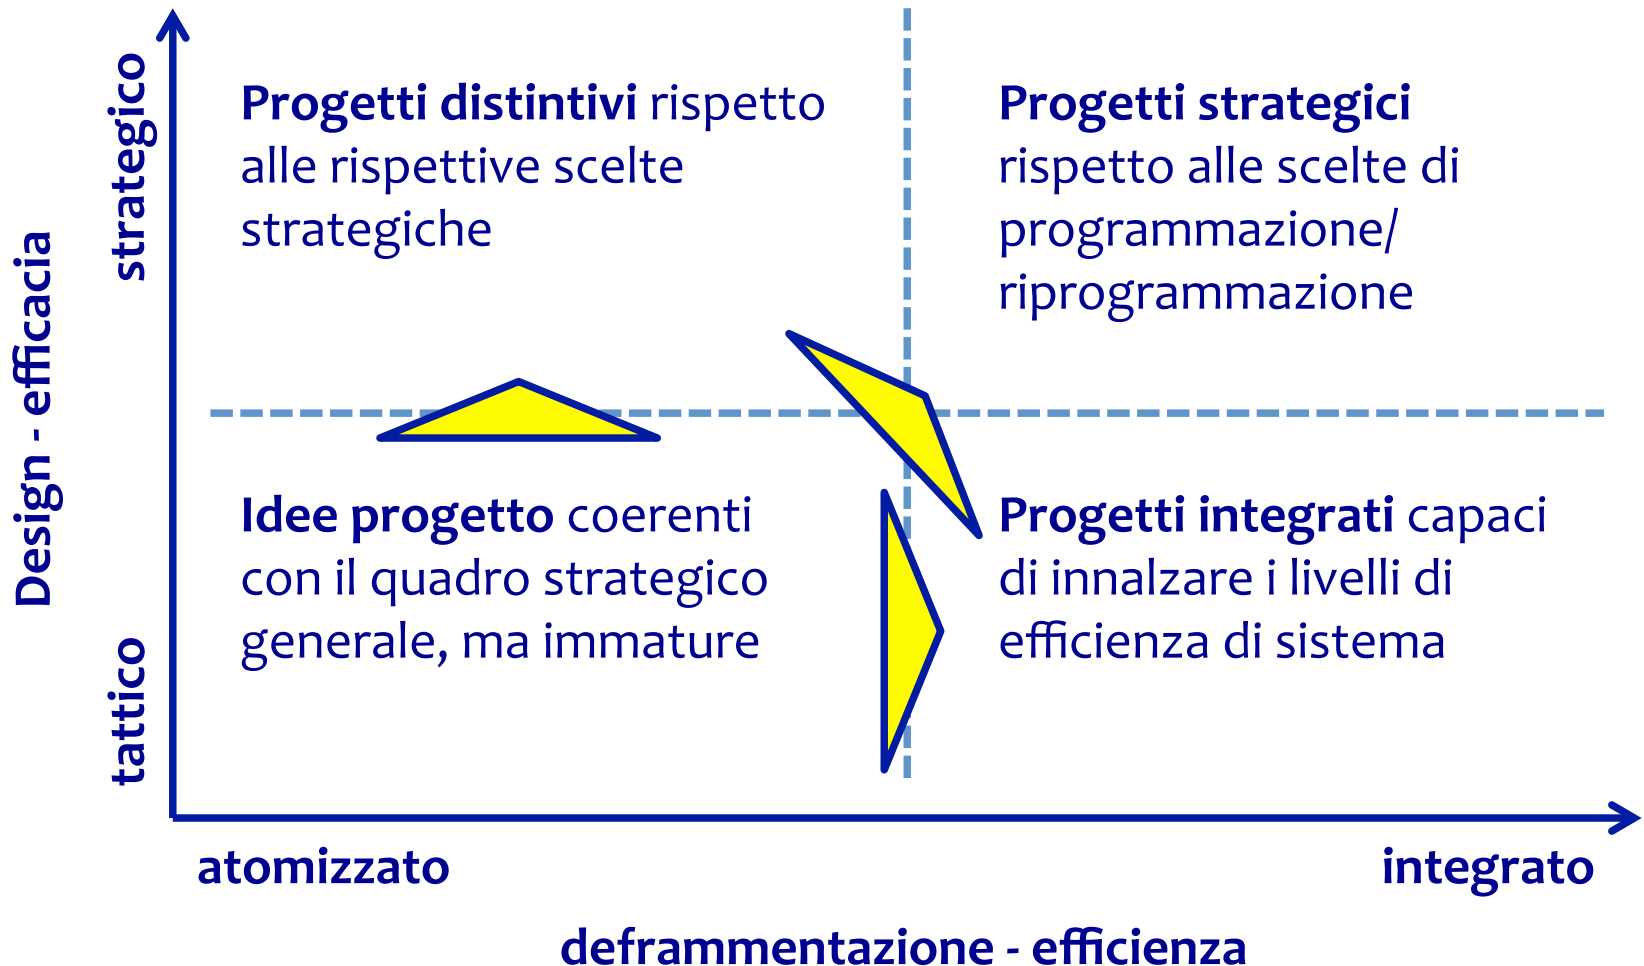 Design - efficacia
strategico
tattico
Progetti distintivi rispetto
alle rispettive scelte
strategiche
Progetti strategici
rispetto alle scelte di
programmazione/
riprogrammazione
Idee progetto coerenti
con il quadro strategico
generale, ma immature
Progetti integrati capaci
di innalzare i livelli di
efficienza di sistema
atomizzato
integrato
deframmentazione - efficienza